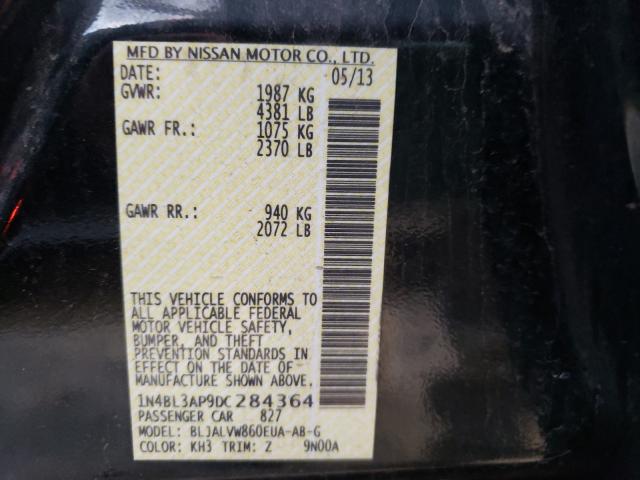 MFD BY NISSAN MOTOR CO., LTD.
DATE: 05/13
GVWR: 1987 KG
4381 LB
GAWR FR.: 1075 KG
2370 LB
GAWR RR.: 940 KG
2072 LB
THIS VEHICLE CONFORMS TO
ALL APPLICABLE FEDERAL
MOTOR VEHICLE SAFETY,
BUMPER, AND THEFT
PREVENTION STANDARDS IN
EFFECT ON THE DATE OF
MANUFACTURE SHOWN ABOVE.
1N4BL3AP9DC284364
PASSENGER CAR 827
MODEL: BLJALVW860EUA-AB-G
COLOR: KH3 TRIM: Z 9N00A